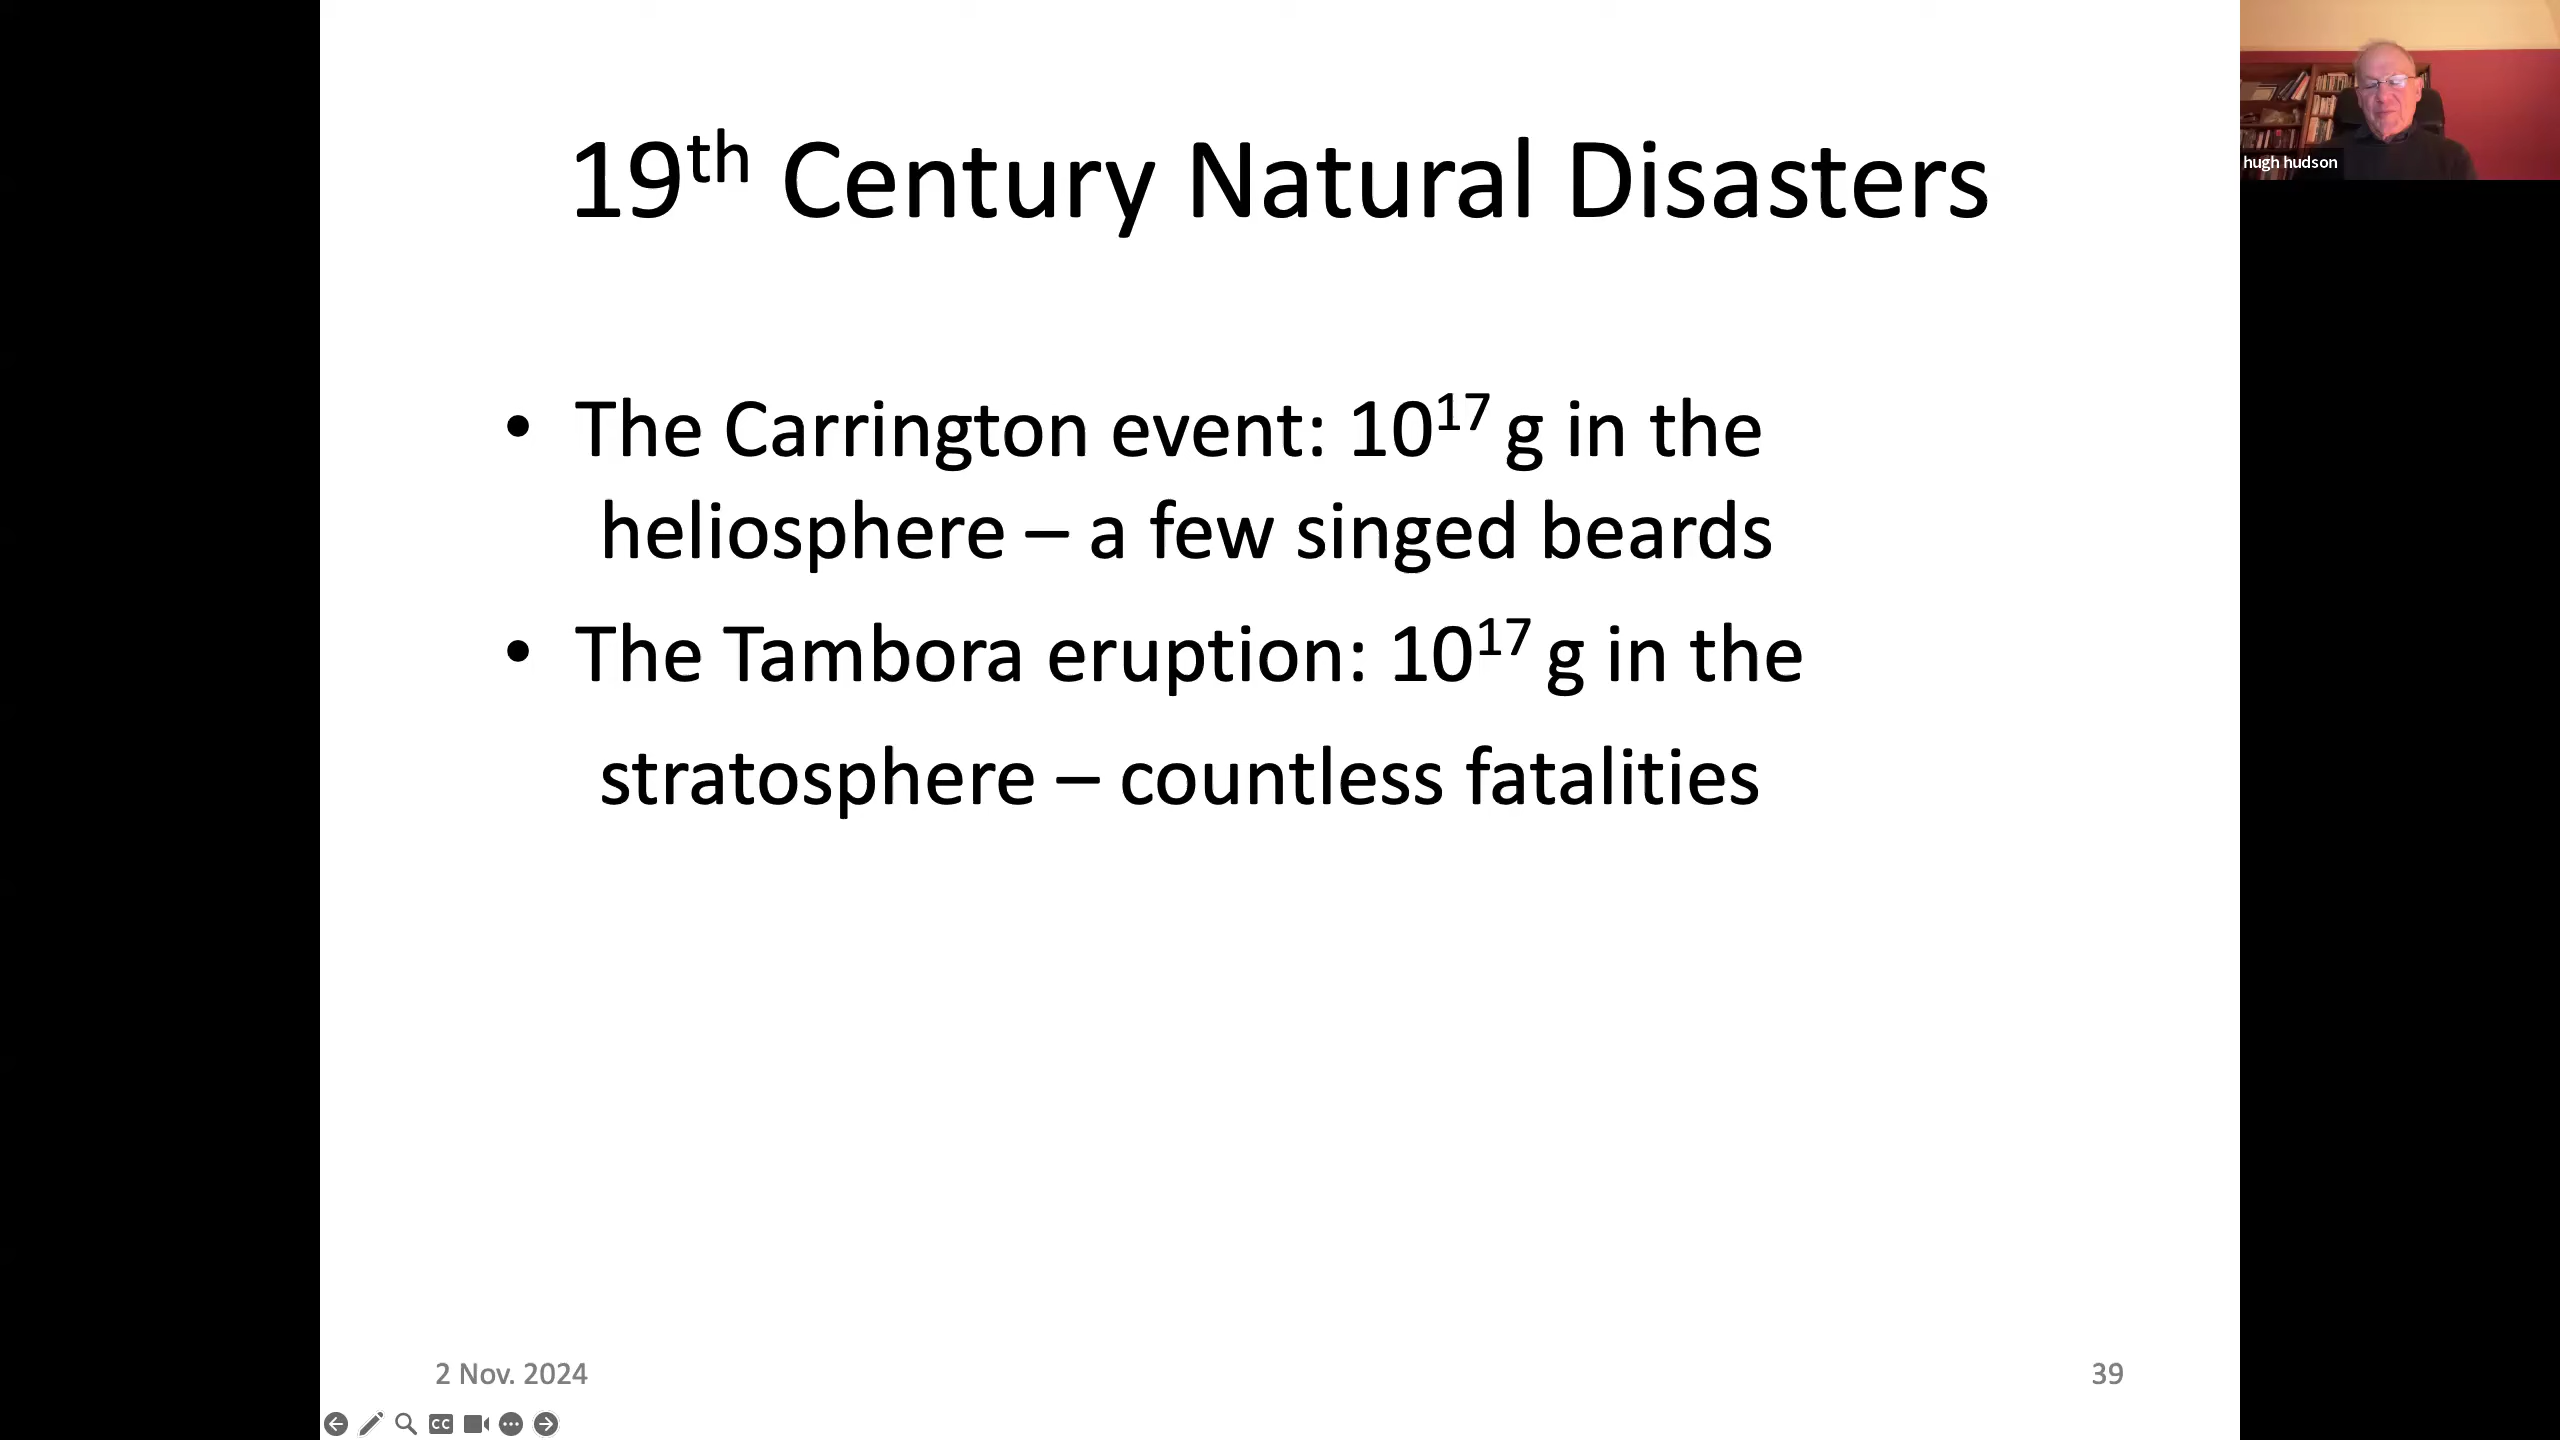 19th Century Natural Disasters
hugh hudson
• The Carrington event: 10¹⁷ g in the
heliosphere – a few singed beards
• The Tambora eruption: 10¹⁷ g in the
stratosphere – countless fatalities
2 Nov. 2024
39
CC